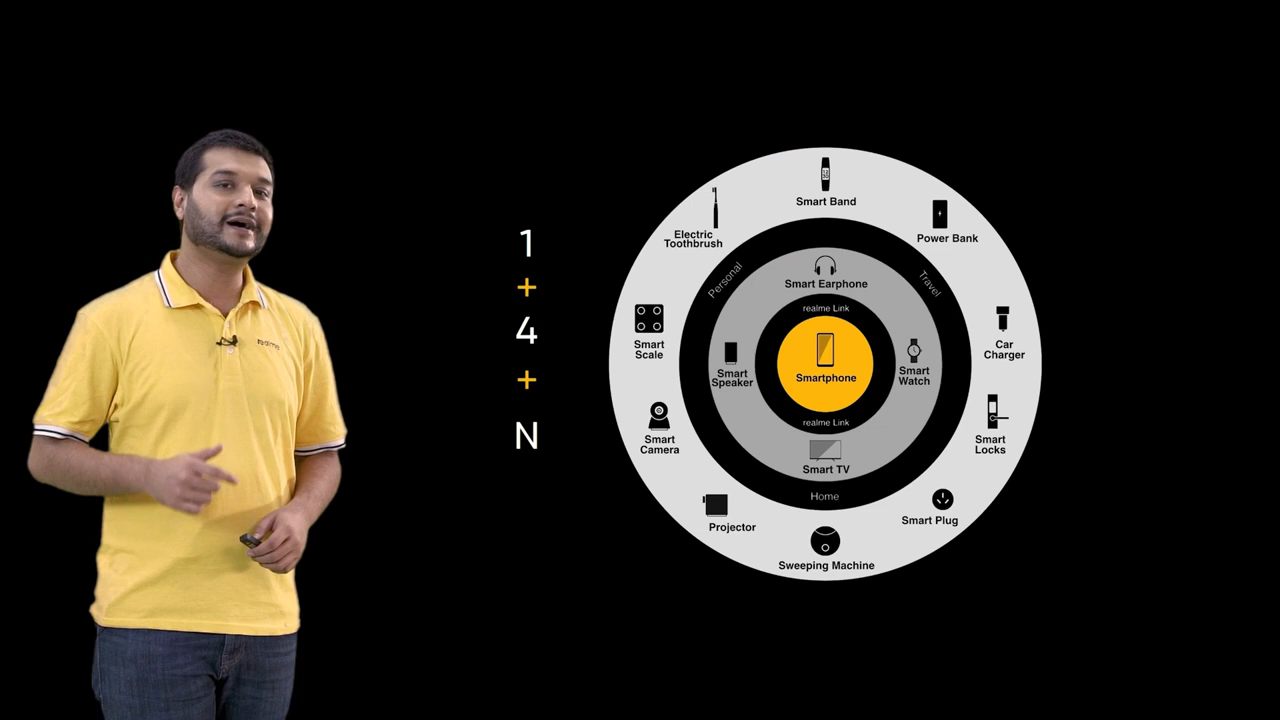 1
+
4
+
N
realme
Smart Band
Electric
Toothbrush
Power Bank
Personal
Travel
Smart Earphone
realme Link
Smart
Scale
Car
Charger
Smart
Speaker
Smartphone
Smart
Watch
realme Link
Smart
Camera
Smart
Locks
Smart TV
Home
Projector
Smart Plug
Sweeping Machine